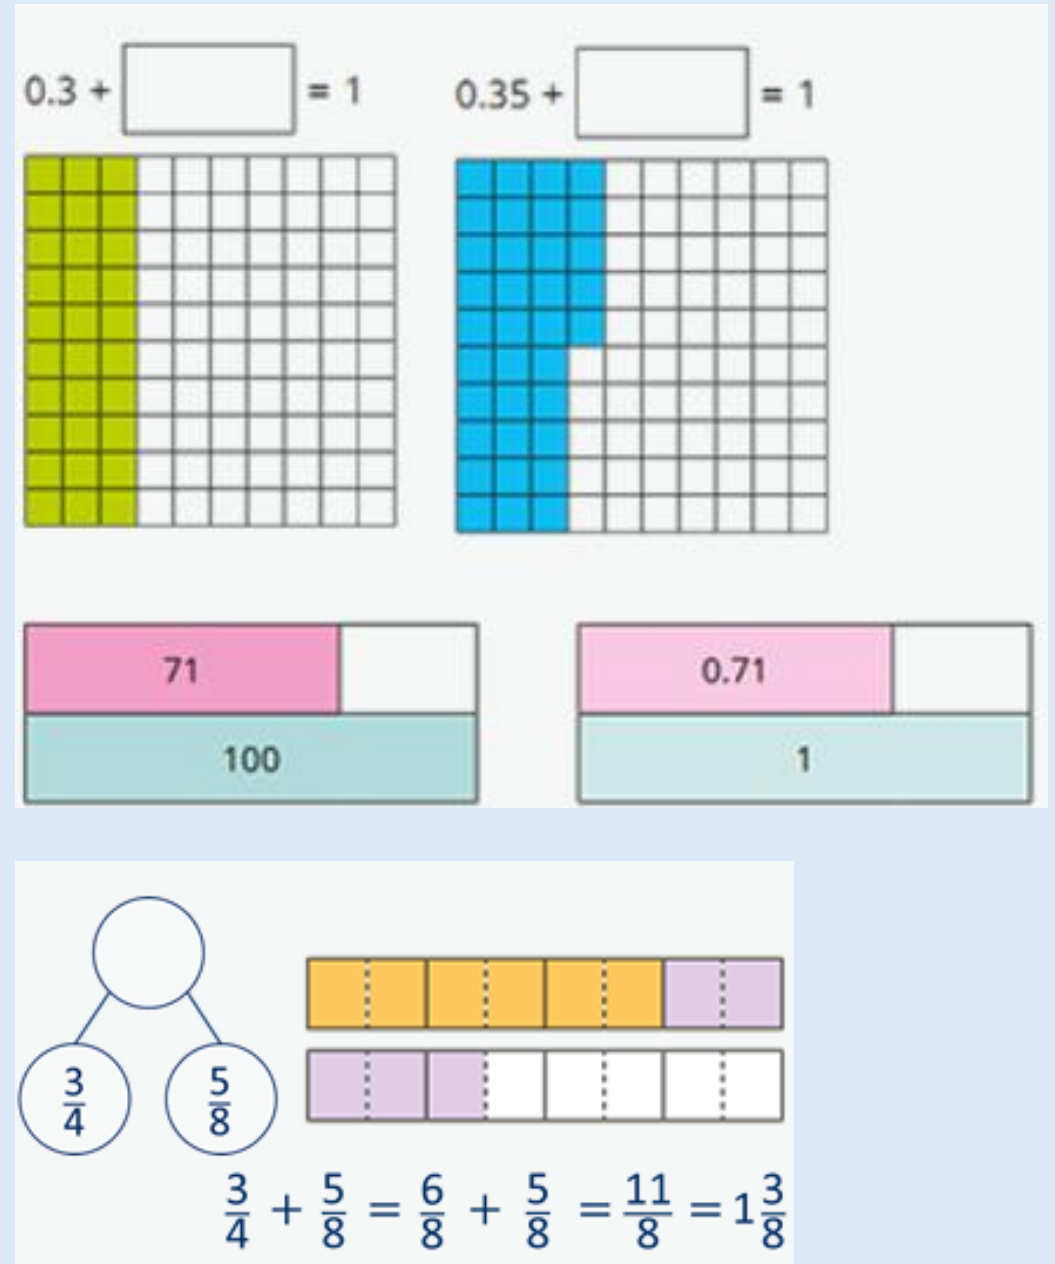 0.3 + = 1
0.35 + = 1
71
100
0.71
1
3/4
5/8
3/4 + 5/8 = 6/8 + 5/8 = 11/8 = 1 3/8